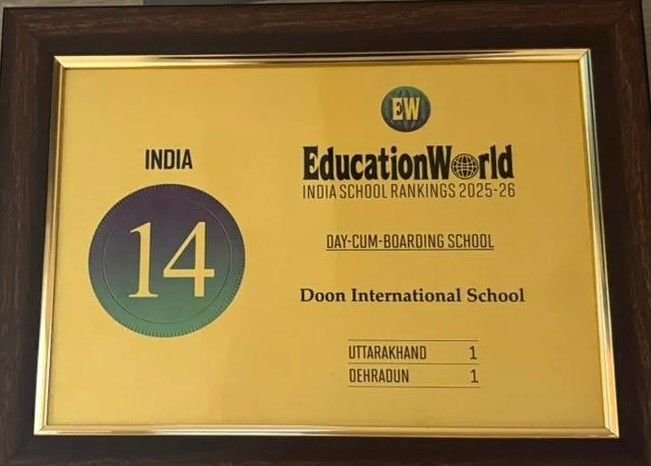 INDIA
14
EW
EducationWorld
INDIA SCHOOL RANKINGS 2025-26
DAY-CUM-BOARDING SCHOOL
Doon International School
UTTARAKHAND 1
DEHRADUN 1